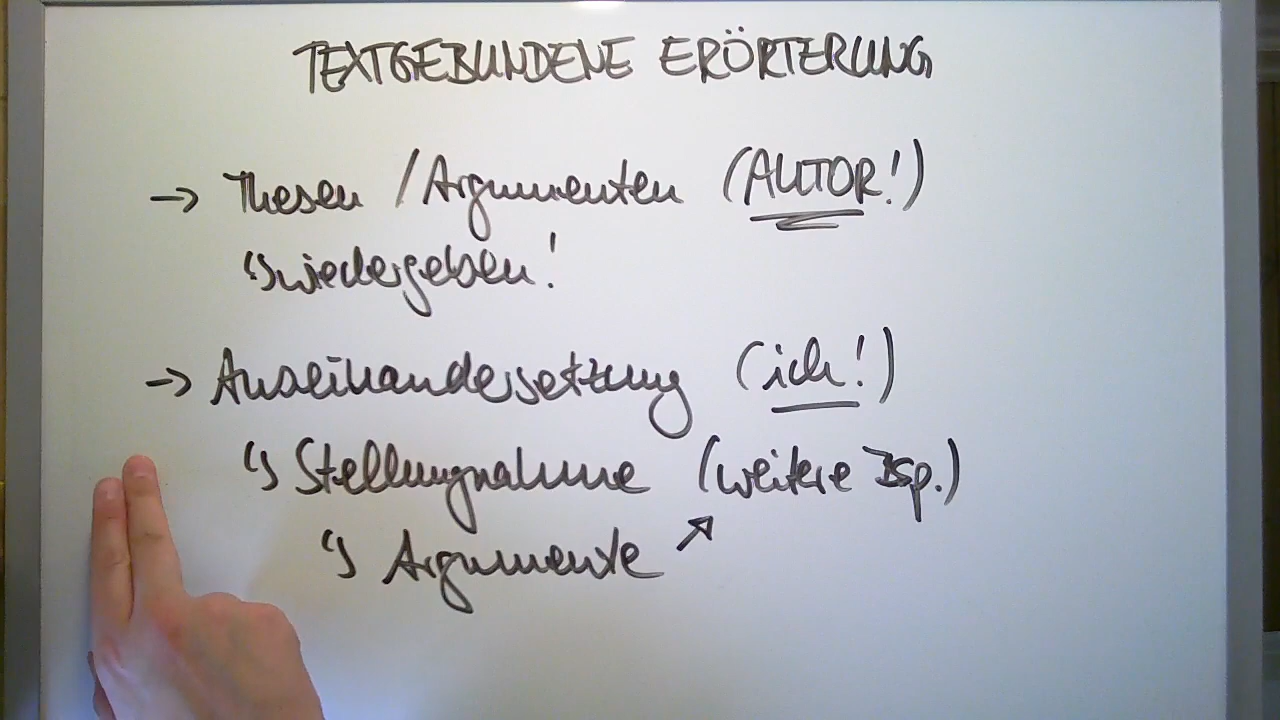 TEXTGEBUNDENE ERÖRTERUNG
→ Thesen / Argumenten (AUTOR!)
↳ wiedergeben!
→ Auseinandersetzung (ich!)
↳ Stellungnahme (weitere Bsp.)
↳ Argumente ↗